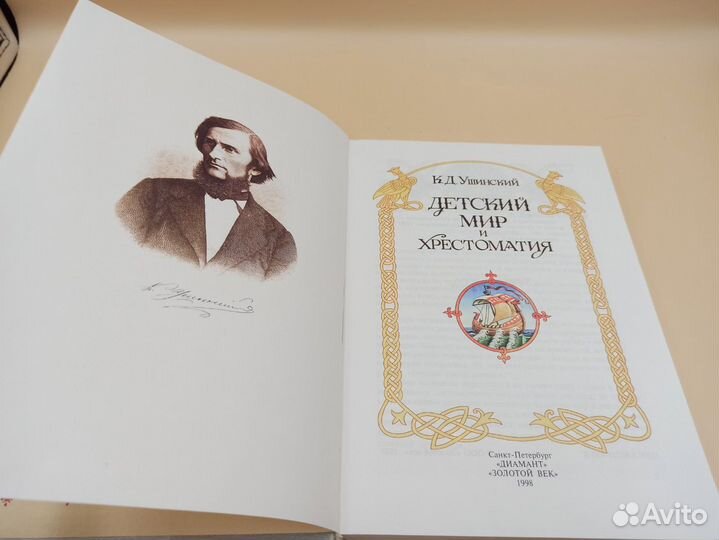 К. Д. Ушинский
ДЕТСКИЙ
МИР
и
ХРЕСТОМАТИЯ
Санкт-Петербург
«ДИАМАНТ»
«ЗОЛОТОЙ ВЕК»
1998
Avito